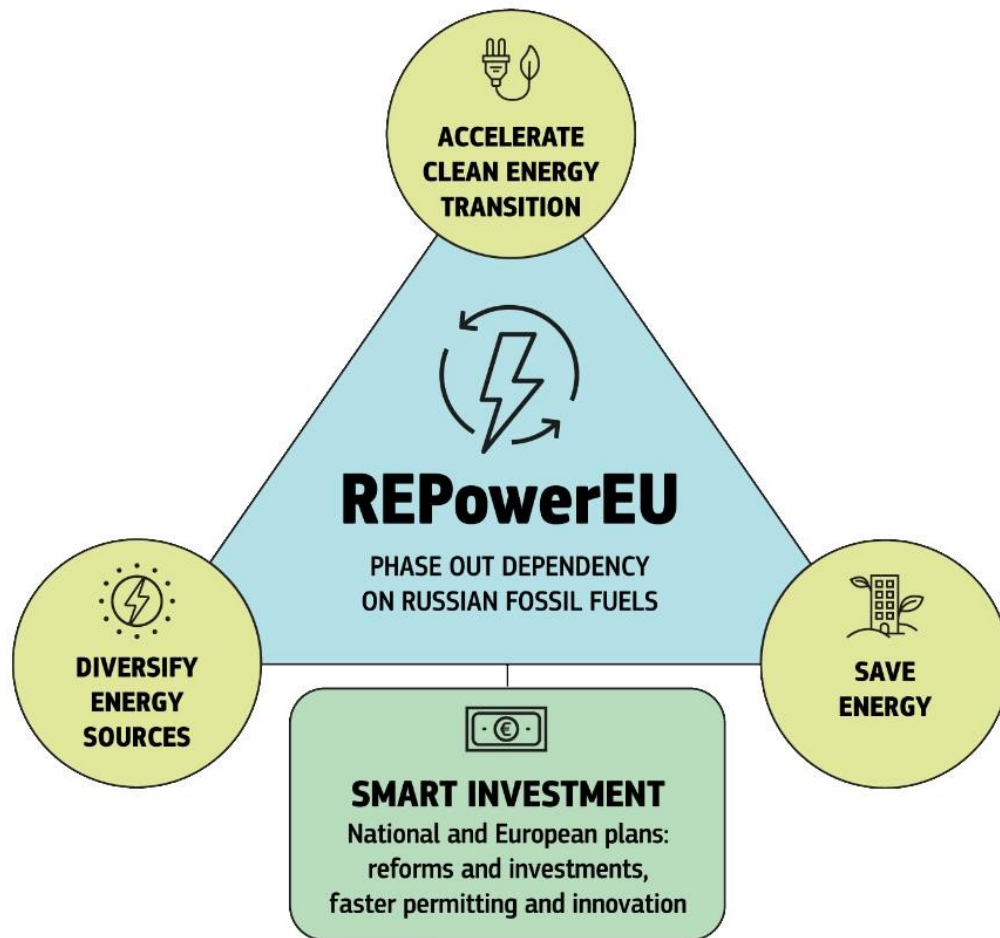 ACCELERATE
CLEAN ENERGY
TRANSITION
REPowerEU
PHASE OUT DEPENDENCY
ON RUSSIAN FOSSIL FUELS
DIVERSIFY
ENERGY
SOURCES
SAVE
ENERGY
€
SMART INVESTMENT
National and European plans:
reforms and investments,
faster permitting and innovation